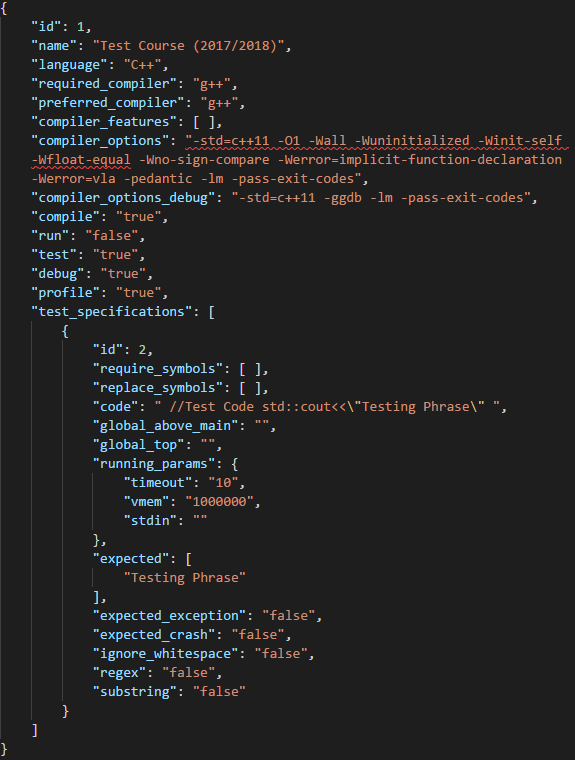 {
"id": 1,
"name": "Test Course (2017/2018)",
"language": "C++",
"required_compiler": "g++",
"preferred_compiler": "g++",
"compiler_features": [ ],
"compiler_options": "-std=c++11 -O1 -Wall -Wuninitialized -Winit-self
-Wfloat-equal -Wno-sign-compare -Werror=implicit-function-declaration
-Werror=vla -pedantic -lm -pass-exit-codes",
"compiler_options_debug": "-std=c++11 -ggdb -lm -pass-exit-codes",
"compile": "true",
"run": "false",
"test": "true",
"debug": "true",
"profile": "true",
"test_specifications": [
{
"id": 2,
"require_symbols": [ ],
"replace_symbols": [ ],
"code": " //Test Code std::cout<<\"Testing Phrase\" ",
"global_above_main": "",
"global_top": "",
"running_params": {
"timeout": "10",
"vmem": "1000000",
"stdin": ""
},
"expected": [
"Testing Phrase"
],
"expected_exception": "false",
"expected_crash": "false",
"ignore_whitespace": "false",
"regex": "false",
"substring": "false"
}
]
}